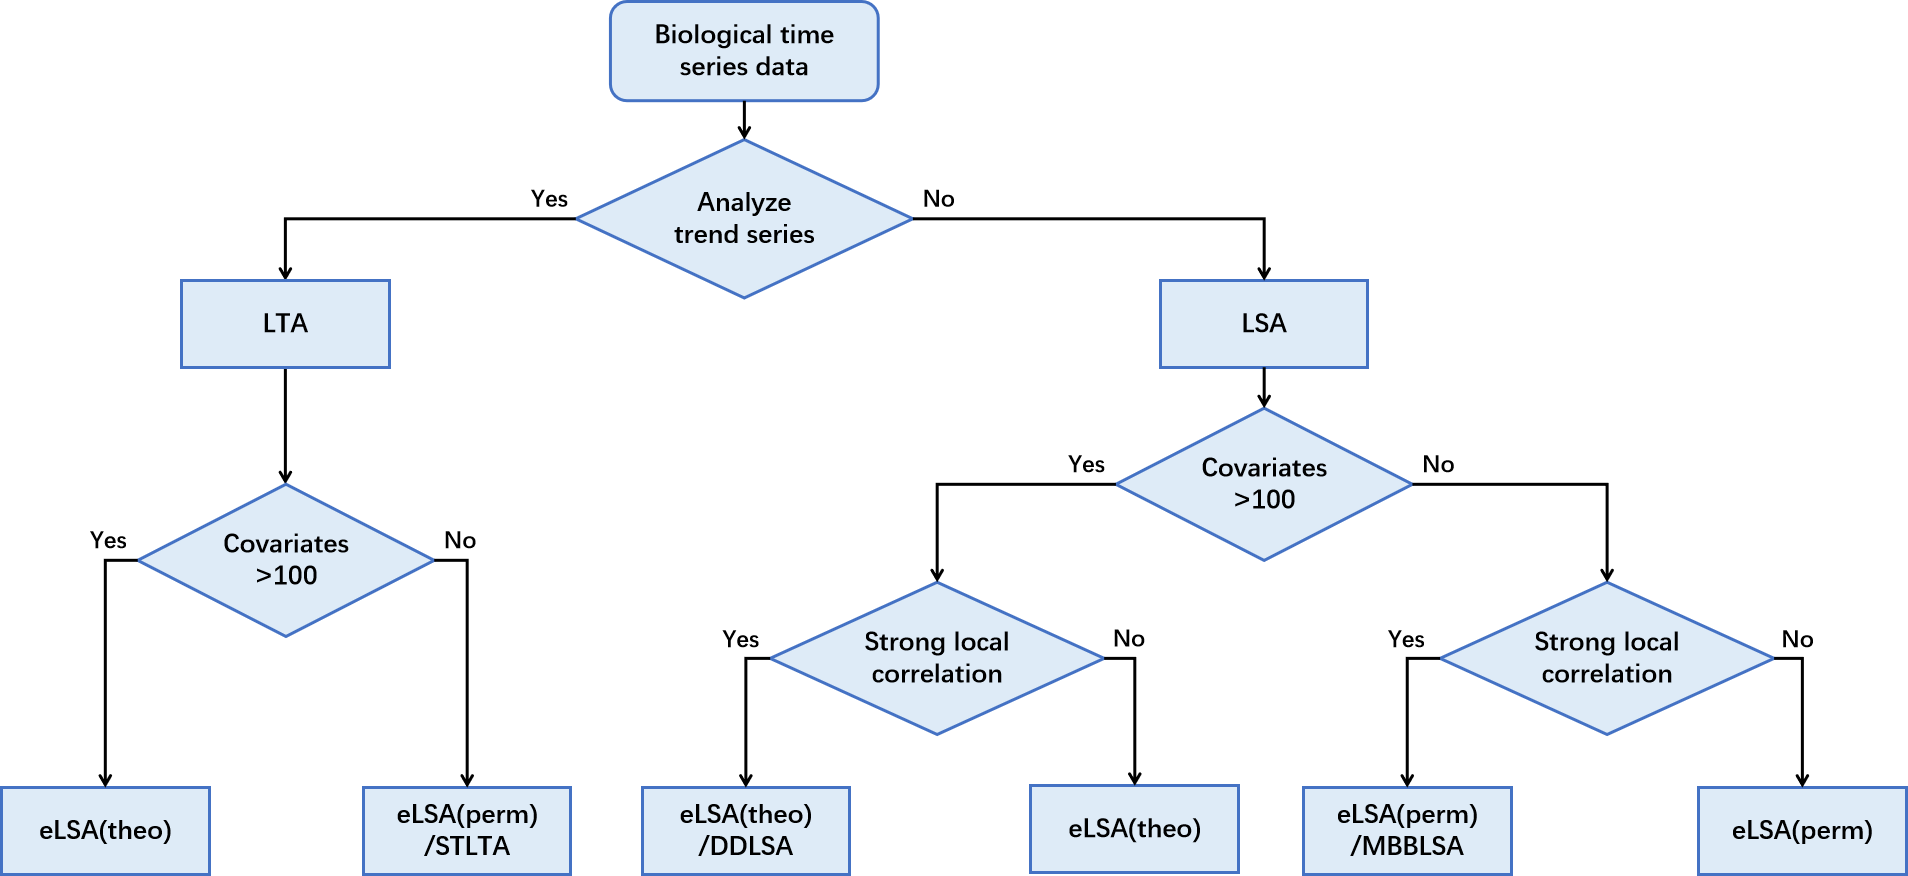 Biological time
series data
Analyze
trend series
Yes
No
LTA
LSA
Covariates
>100
Yes
No
Covariates
>100
Yes
No
Strong local
correlation
Yes
No
Strong local
correlation
Yes
No
eLSA(theo)
eLSA(perm)
/STLTA
eLSA(theo)
/DDLSA
eLSA(theo)
eLSA(perm)
/MBBLSA
eLSA(perm)